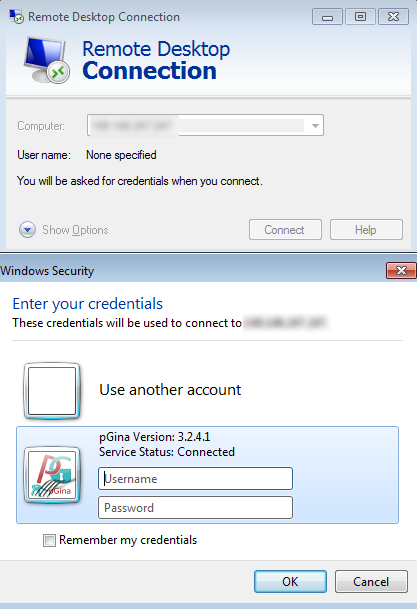 Remote Desktop Connection
Remote Desktop
Connection
Computer:
User name: None specified
You will be asked for credentials when you connect.
Show Options
Connect
Help
Windows Security
Enter your credentials
These credentials will be used to connect to
Use another account
pGina Version: 3.2.4.1
Service Status: Connected
Username
PG
pGina
Password
Remember my credentials
OK
Cancel